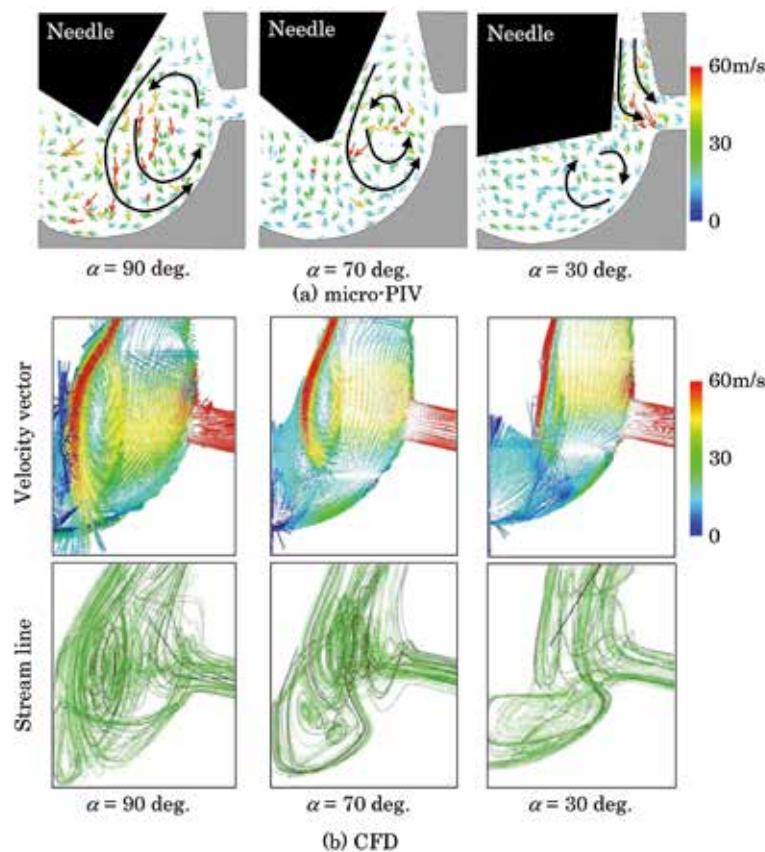 Needle
Needle
Needle
60m/s
30
0
α = 90 deg.
α = 70 deg.
α = 30 deg.
(a) micro-PIV
Velocity vector
60m/s
30
0
Stream line
α = 90 deg.
α = 70 deg.
α = 30 deg.
(b) CFD